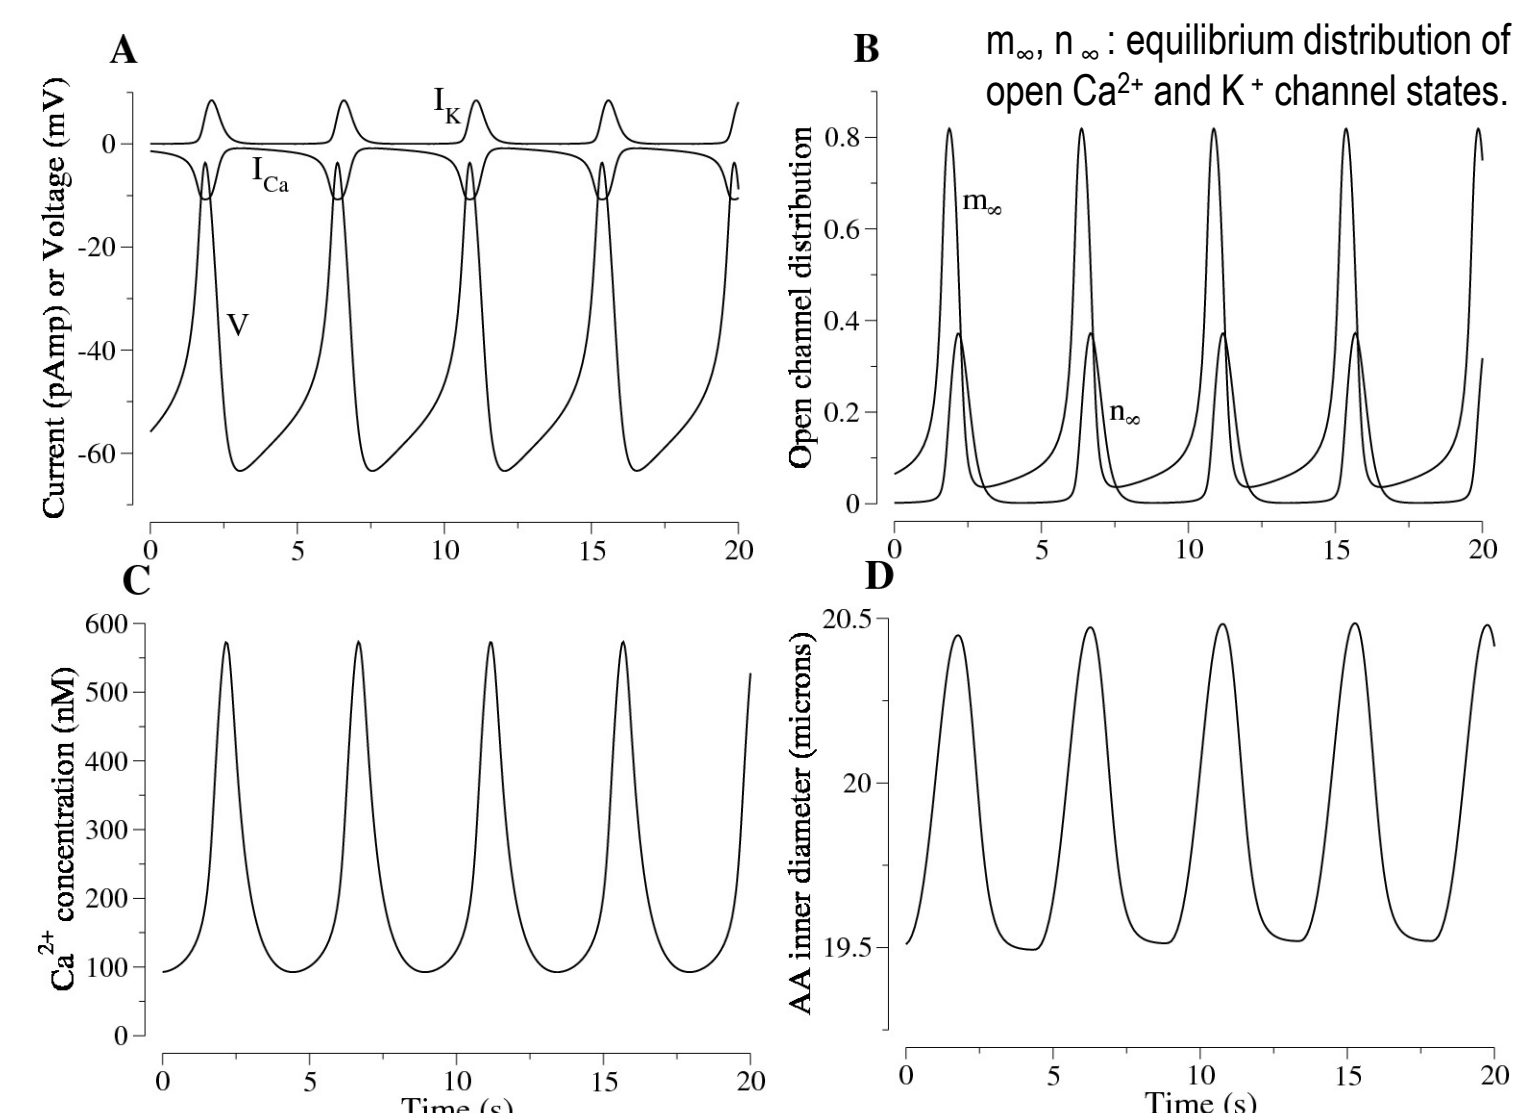 A
B
m∞, n ∞ : equilibrium distribution of
open Ca²⁺ and K⁺ channel states.
Current (pAmp) or Voltage (mV)
0
-20
-40
-60
I_K
I_Ca
V
0 5 10 15 20
Open channel distribution
0.8
0.6
0.4
0.2
0
m∞
n∞
0 5 10 15 20
C
D
Ca²⁺ concentration (nM)
600
500
400
300
200
100
0
0 5 10 15 20
Time (s)
AA inner diameter (microns)
20.5
20
19.5
0 5 10 15 20
Time (s)